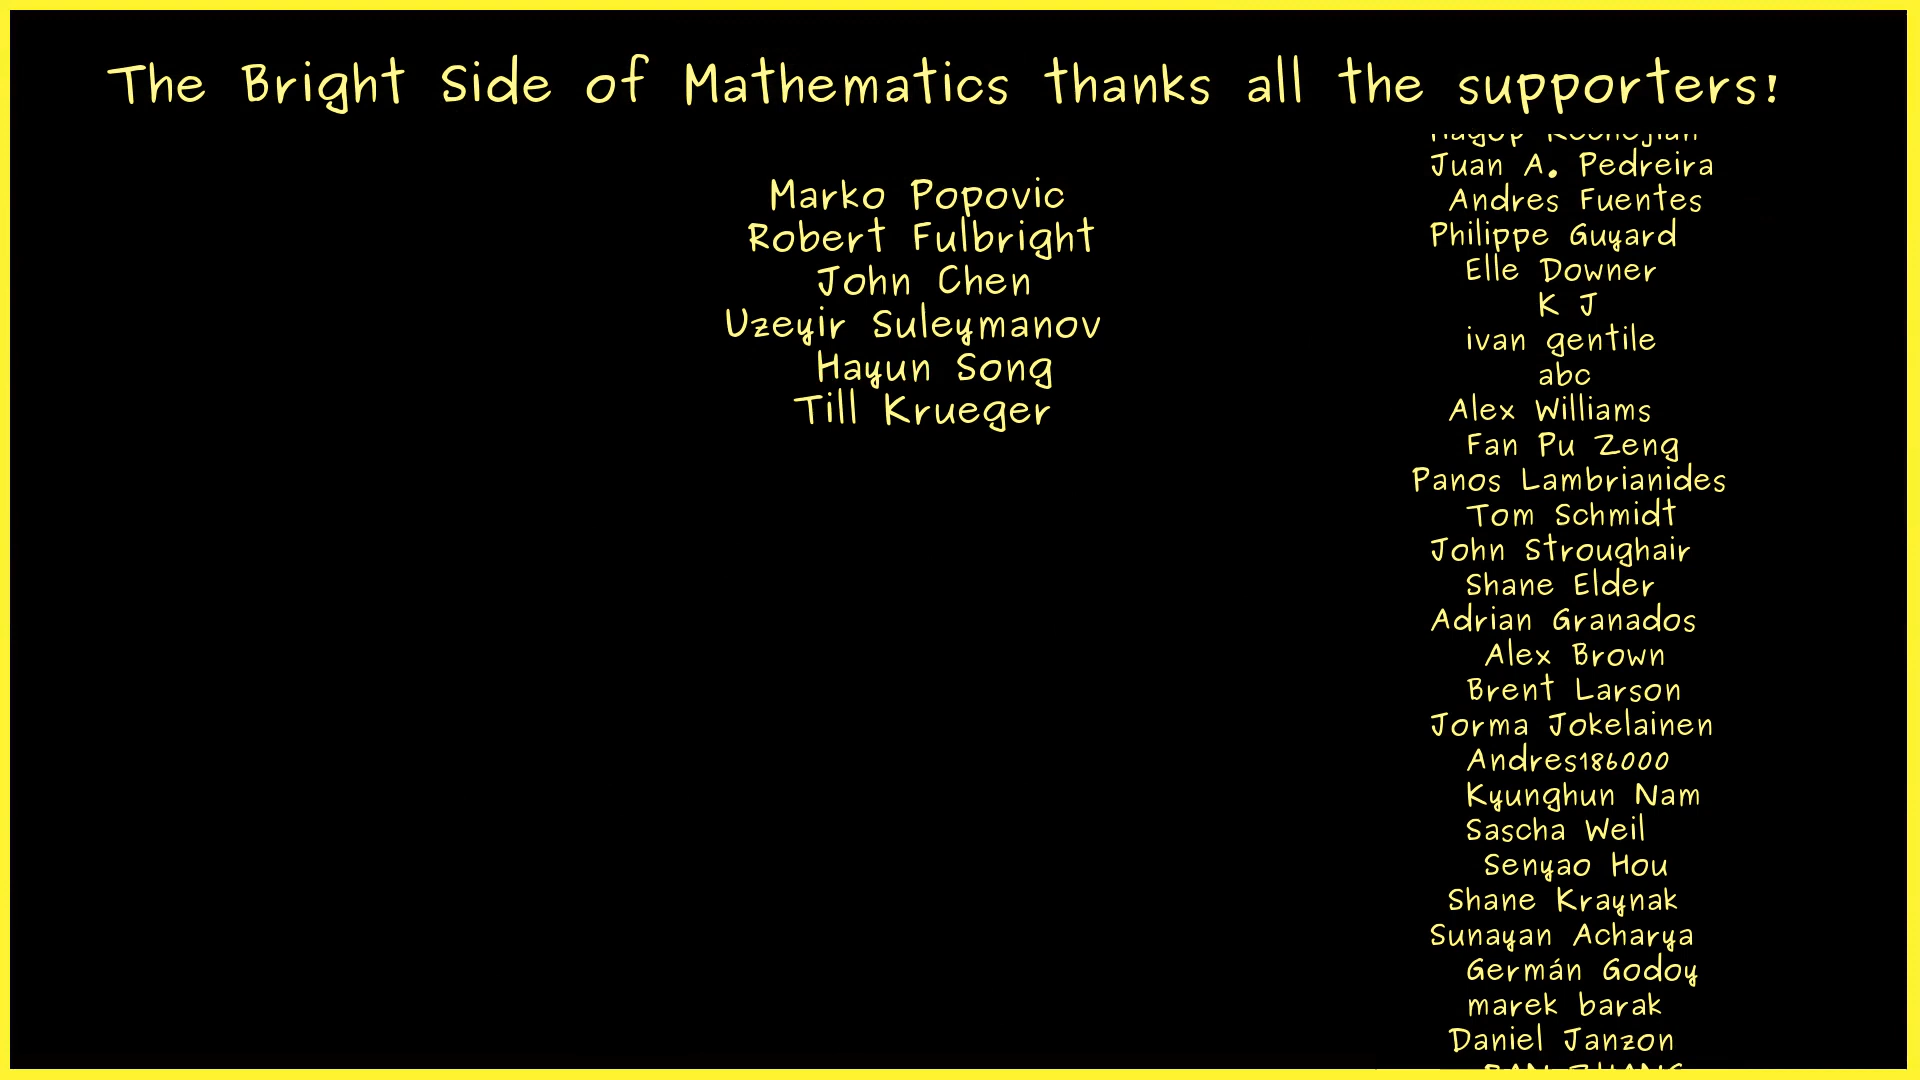 The Bright Side of Mathematics thanks all the supporters!
Marko Popovic
Robert Fulbright
John Chen
Uzeyir Suleymanov
Hayun Song
Till Krueger
Juan A. Pedreira
Andres Fuentes
Philippe Guyard
Elle Downer
K J
ivan gentile
abc
Alex Williams
Fan Pu Zeng
Panos Lambrianides
Tom Schmidt
John Stroughair
Shane Elder
Adrian Granados
Alex Brown
Brent Larson
Jorma Jokelainen
Andres186000
Kyunghun Nam
Sascha Weil
Senyao Hou
Shane Kraynak
Sunayan Acharya
Germán Godoy
marek barak
Daniel Janzon